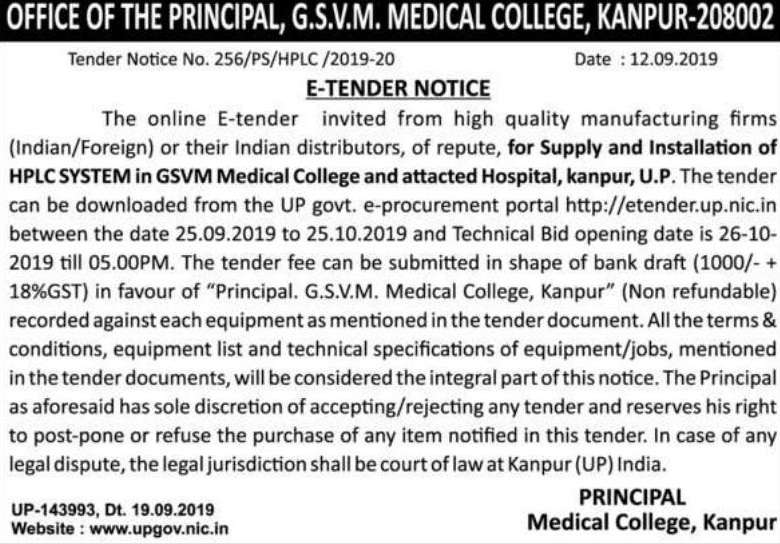 OFFICE OF THE PRINCIPAL, G.S.V.M. MEDICAL COLLEGE, KANPUR-208002
Tender Notice No. 256/PS/HPLC /2019-20 Date : 12.09.2019
E-TENDER NOTICE
The online E-tender invited from high quality manufacturing firms
(Indian/Foreign) or their Indian distributors, of repute, for Supply and Installation of
HPLC SYSTEM in GSVM Medical College and attacted Hospital, kanpur, U.P. The tender
can be downloaded from the UP govt. e-procurement portal http://etender.up.nic.in
between the date 25.09.2019 to 25.10.2019 and Technical Bid opening date is 26-10-
2019 till 05.00PM. The tender fee can be submitted in shape of bank draft (1000/- +
18%GST) in favour of “Principal. G.S.V.M. Medical College, Kanpur” (Non refundable)
recorded against each equipment as mentioned in the tender document. All the terms &
conditions, equipment list and technical specifications of equipment/jobs, mentioned
in the tender documents, will be considered the integral part of this notice. The Principal
as aforesaid has sole discretion of accepting/rejecting any tender and reserves his right
to post-pone or refuse the purchase of any item notified in this tender. In case of any
legal dispute, the legal jurisdiction shall be court of law at Kanpur (UP) India.
PRINCIPAL
UP-143993, Dt. 19.09.2019
Website : www.upgov.nic.in Medical College, Kanpur